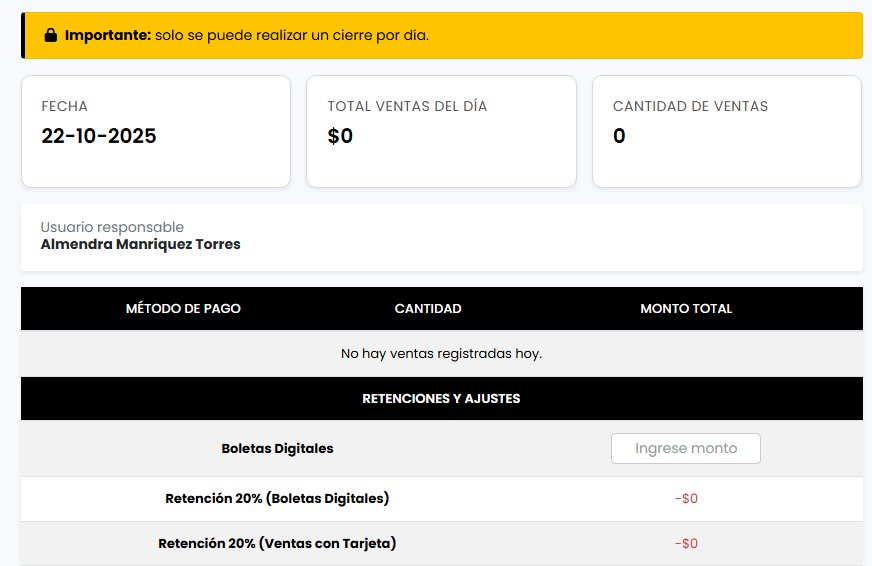 Importante: solo se puede realizar un cierre por día.
FECHA
22-10-2025
TOTAL VENTAS DEL DÍA
$0
CANTIDAD DE VENTAS
0
Usuario responsable
Almendra Manriquez Torres
MÉTODO DE PAGO CANTIDAD MONTO TOTAL
No hay ventas registradas hoy.
RETENCIONES Y AJUSTES
Boletas Digitales Ingrese monto
Retención 20% (Boletas Digitales) -$0
Retención 20% (Ventas con Tarjeta) -$0